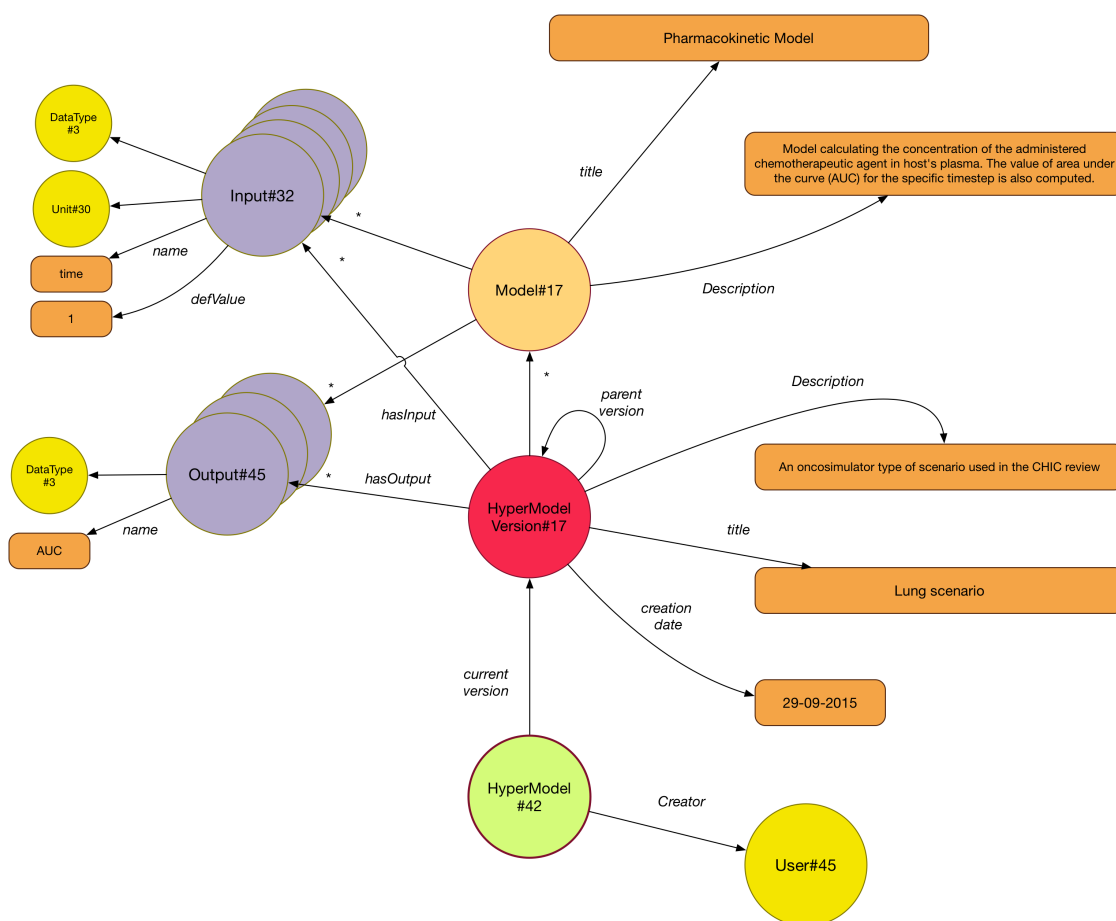 Pharmacokinetic Model
DataType
#3
Model calculating the concentration of the administered
chemotherapeutic agent in host's plasma. The value of area under
the curve (AUC) for the specific timestep is also computed.
title
Input#32
Unit#30
*
name
*
time
Model#17
Description
defValue
1
*
Description
*
parent
version
hasInput
DataType
#3
Output#45
*
hasOutput
An oncosimulator type of scenario used in the CHIC review
HyperModel
Version#17
name
title
AUC
Lung scenario
creation
date
current
version
29-09-2015
HyperModel
#42
Creator
User#45